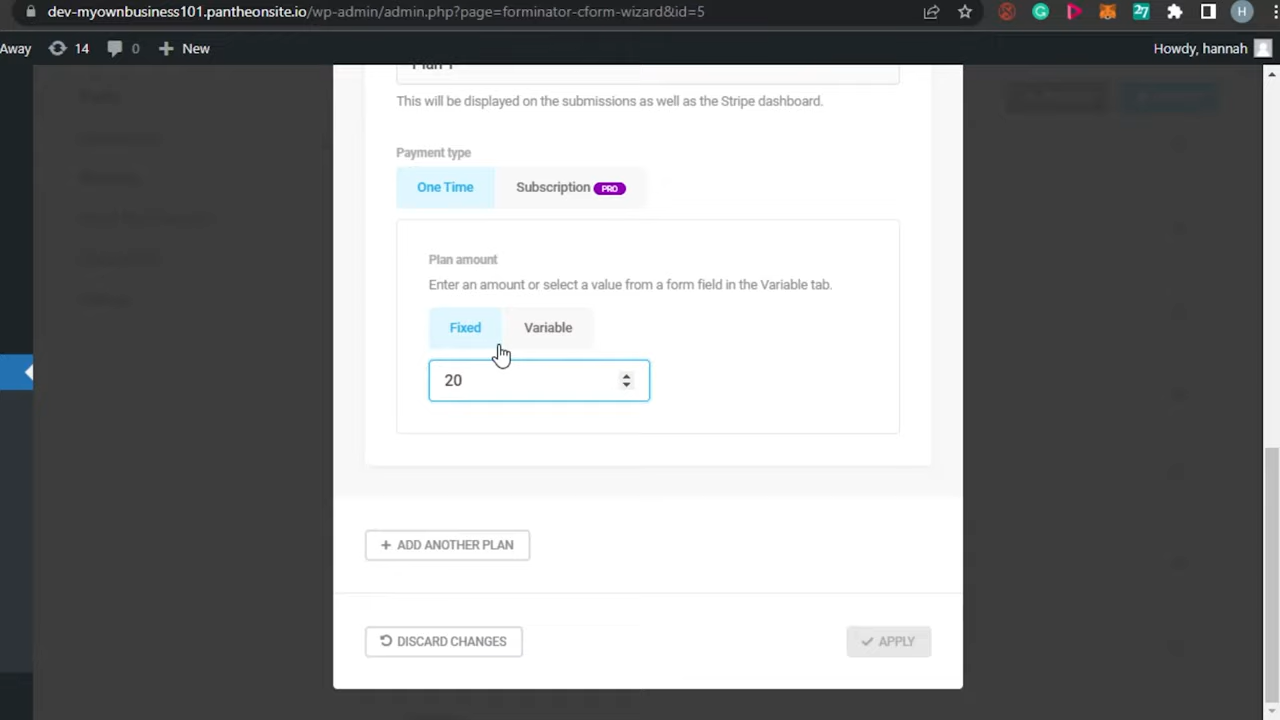 dev-myownbusiness101.pantheonsite.io/wp-admin/admin.php?page=forminator-cform-wizard&id=5
27
H
Away 14 0 New Howdy, hannah
Plan 1
This will be displayed on the submissions as well as the Stripe dashboard.
Payment type
One Time Subscription PRO
Plan amount
Enter an amount or select a value from a form field in the Variable tab.
Fixed Variable
20
+ ADD ANOTHER PLAN
DISCARD CHANGES APPLY